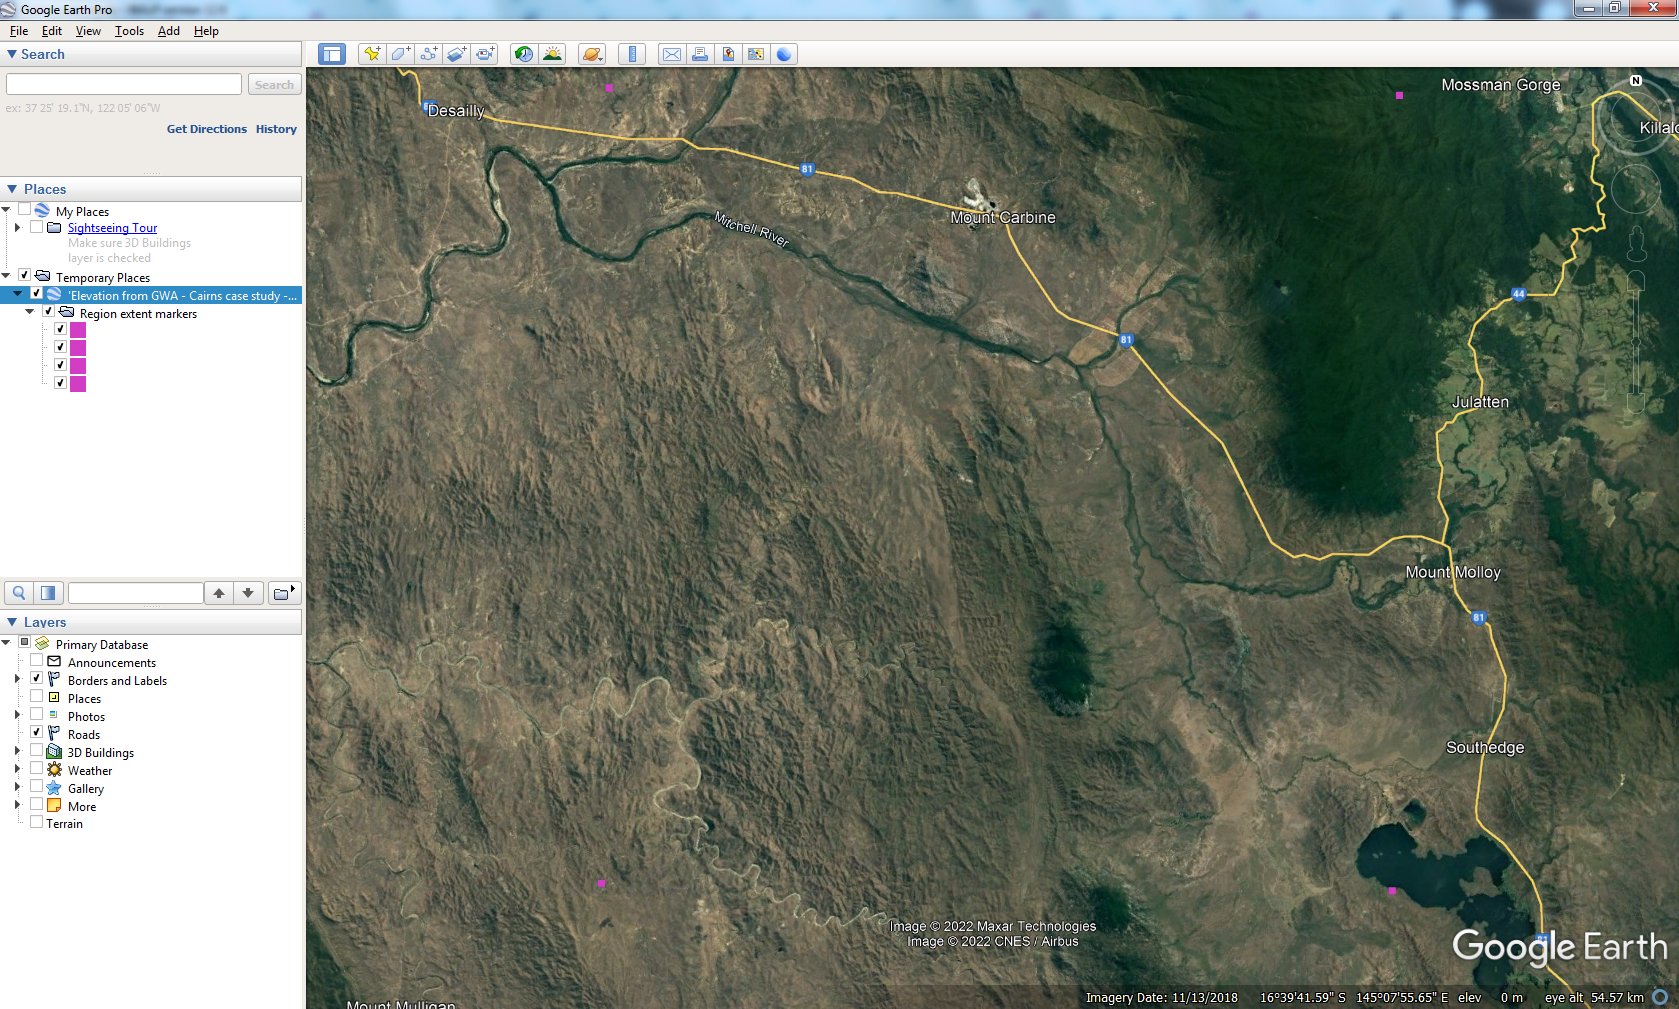 Google Earth Pro
File Edit View Tools Add Help
Search
Search
ex: 37 25' 19.1"N, 122 05' 06"W
Get Directions History
Places
My Places
Sightseeing Tour
Make sure 3D Buildings
layer is checked
Temporary Places
'Elevation from GWA - Cairns case study -...
Region extent markers
Layers
Primary Database
Announcements
Borders and Labels
Places
Photos
Roads
3D Buildings
Weather
Gallery
More
Terrain
Mossman Gorge
N
Desailly
81
Mount Carbine
Mitchell River
44
81
Julatten
Mount Molloy
81
Southedge
Image © 2022 Maxar Technologies
Image © 2022 CNES / Airbus
Google Earth
Mount Mulligan
Imagery Date: 11/13/2018 16°39'41.59" S 145°07'55.65" E elev 0 m eye alt 54.57 km